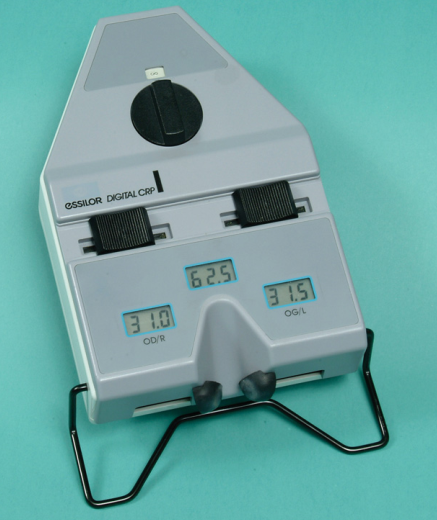 essilor DIGITAL CRP
62.5
31.0
31.5
OD/R
OG/L